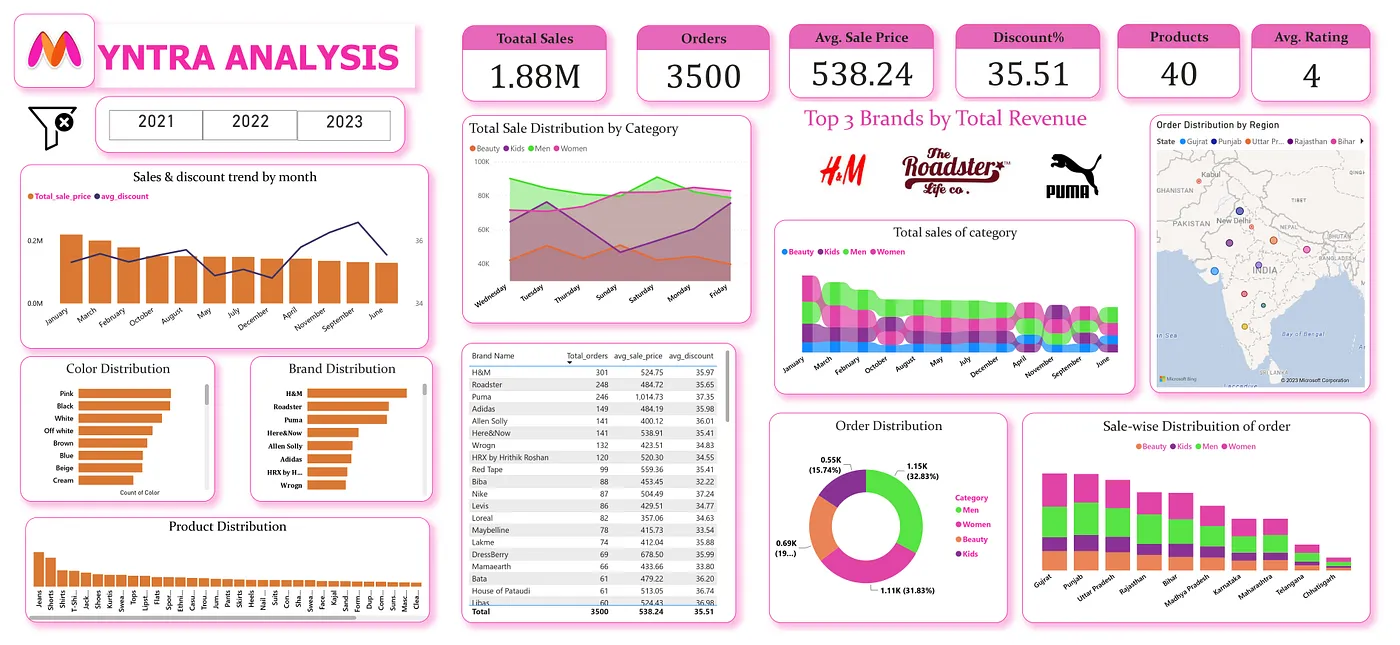 YNTRA ANALYSIS
2021 2022 2023
Toatal Sales
1.88M
Orders
3500
Avg. Sale Price
538.24
Discount%
35.51
Products
40
Avg. Rating
4
Sales & discount trend by month
Total_sale_price avg_discount
0.2M
0.0M
36
34
January March February October August May July December April November September June
Color Distribution
Pink
Black
White
Off white
Brown
Blue
Beige
Cream
Count of Color
Brand Distribution
H&M
Roadster
Puma
Here&Now
Allen Solly
Adidas
HRX by H...
Wrogn
Product Distribution
Jeans Shorts Shirts T-Shi... Jack... Shoes Kurtis Swea... Tops Lipst... Flats Spor... Ethni... Casu... Trou... Jum... Pants Skirts Heels Nail ... Suits Con... Sha... Swea... Face... Kajal Sand... Form... Dup... Com... Sun... Masc... Clea...
Total Sale Distribution by Category
Beauty Kids Men Women
100K
80K
60K
40K
Wednesday Tuesday Thursday Sunday Saturday Monday Friday
Brand Name Total_orders avg_sale_price avg_discount
H&M 301 524.75 35.97
Roadster 248 484.72 35.65
Puma 246 1,014.73 37.35
Adidas 149 484.19 35.98
Allen Solly 141 400.12 36.01
Here&Now 141 538.91 35.41
Wrogn 132 423.51 34.83
HRX by Hrithik Roshan 120 520.30 34.55
Red Tape 99 559.36 35.41
Biba 88 453.45 32.22
Nike 87 504.49 37.24
Levis 86 429.51 34.77
Loreal 82 357.06 34.63
Maybelline 78 415.73 33.54
Lakme 74 412.04 35.88
DressBerry 69 678.50 35.99
Mamaearth 66 433.66 33.80
Bata 61 479.22 36.20
House of Pataudi 61 513.05 36.74
Libas 60 524.43 36.98
Total 3500 538.24 35.51
Top 3 Brands by Total Revenue
H&M
The
Roadster
Life co.
PUMA
Total sales of category
Beauty Kids Men Women
January March February October August May July December April November September June
Order Distribution by Region
State Gujrat Punjab Uttar Pr... Rajasthan Bihar
Kabul
GHANISTAN
TIBET
PAKISTAN
New Delhi
NEPAL
BHUTAN
BANGLADESH
INDIA
Bay of Bengal
SRI LANKA
Microsoft Bing
© 2023 Microsoft Corporation
Order Distribution
0.55K
(15.74%)
1.15K
(32.83%)
0.69K
(19...)
1.11K (31.83%)
Category
Men
Women
Beauty
Kids
Sale-wise Distribuition of order
Beauty Kids Men Women
Gujrat Punjab Uttar Pradesh Rajasthan Bihar Madhya Pradesh Karnataka Maharashtra Telangana Chhatisgarh